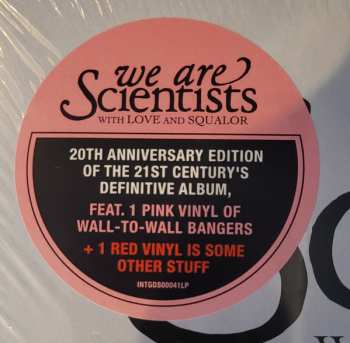 we are
Scientists
WITH LOVE AND SQUALOR
20TH ANNIVERSARY EDITION
OF THE 21ST CENTURY'S
DEFINITIVE ALBUM,
FEAT. 1 PINK VINYL OF
WALL-TO-WALL BANGERS
+ 1 RED VINYL IS SOME
OTHER STUFF
INTGDS00041LP